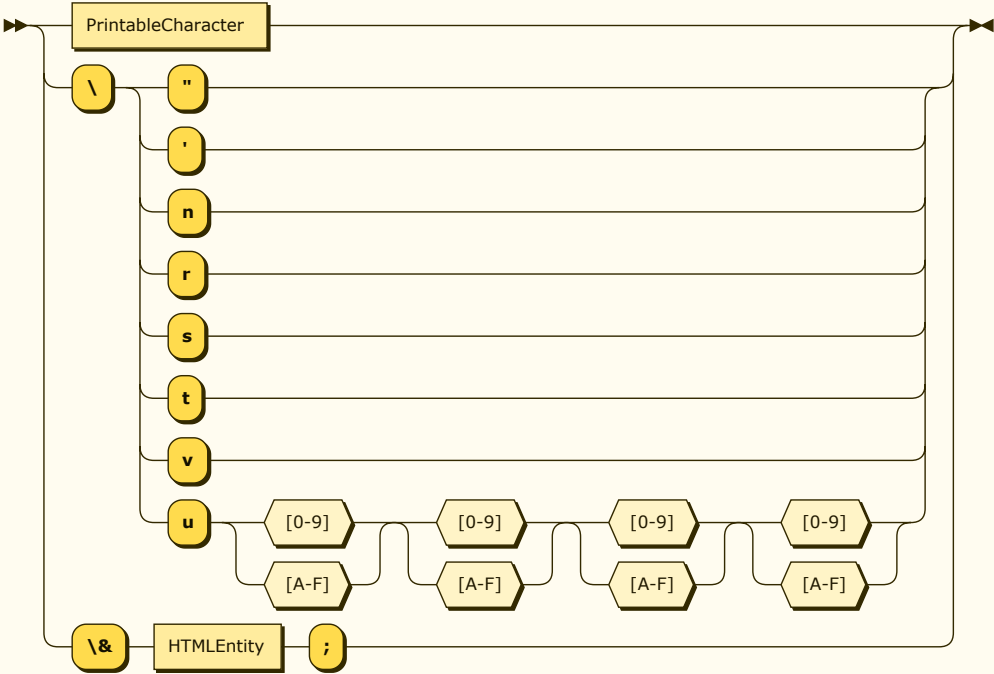 PrintableCharacter
\ "
'
n
r
s
t
v
u [0-9] [0-9] [0-9] [0-9]
[A-F] [A-F] [A-F] [A-F]
\& HTMLEntity ;